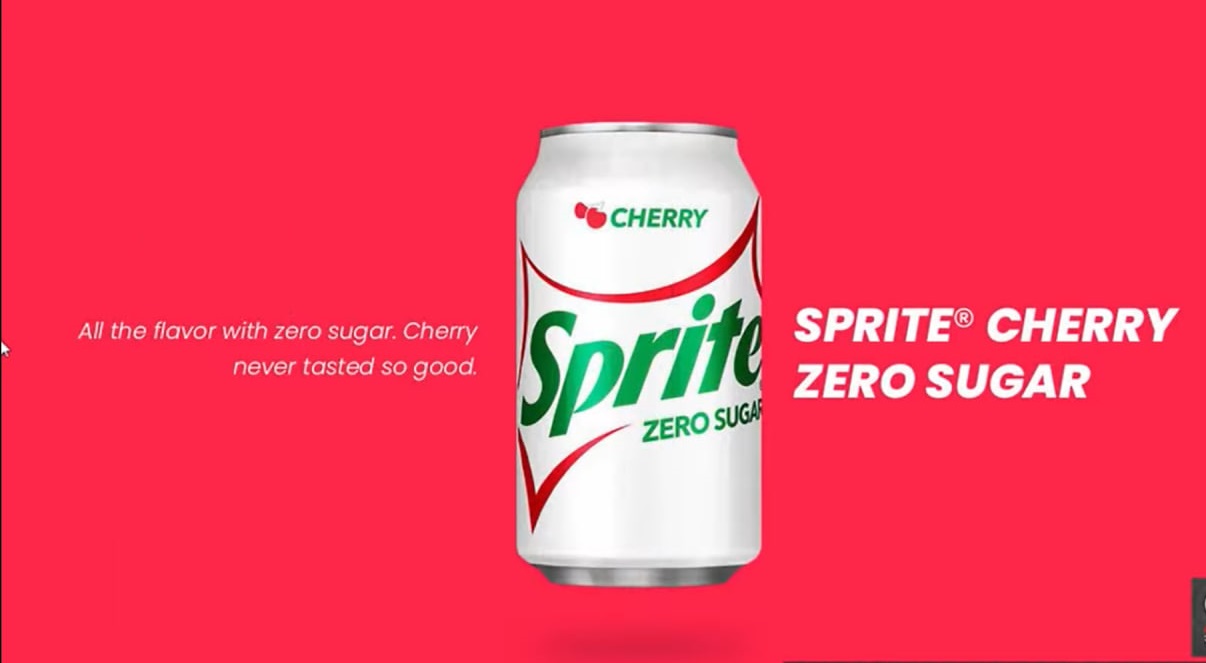 All the flavor with zero sugar. Cherry
never tasted so good.
CHERRY
Sprite
ZERO SUGAR
SPRITE® CHERRY
ZERO SUGAR